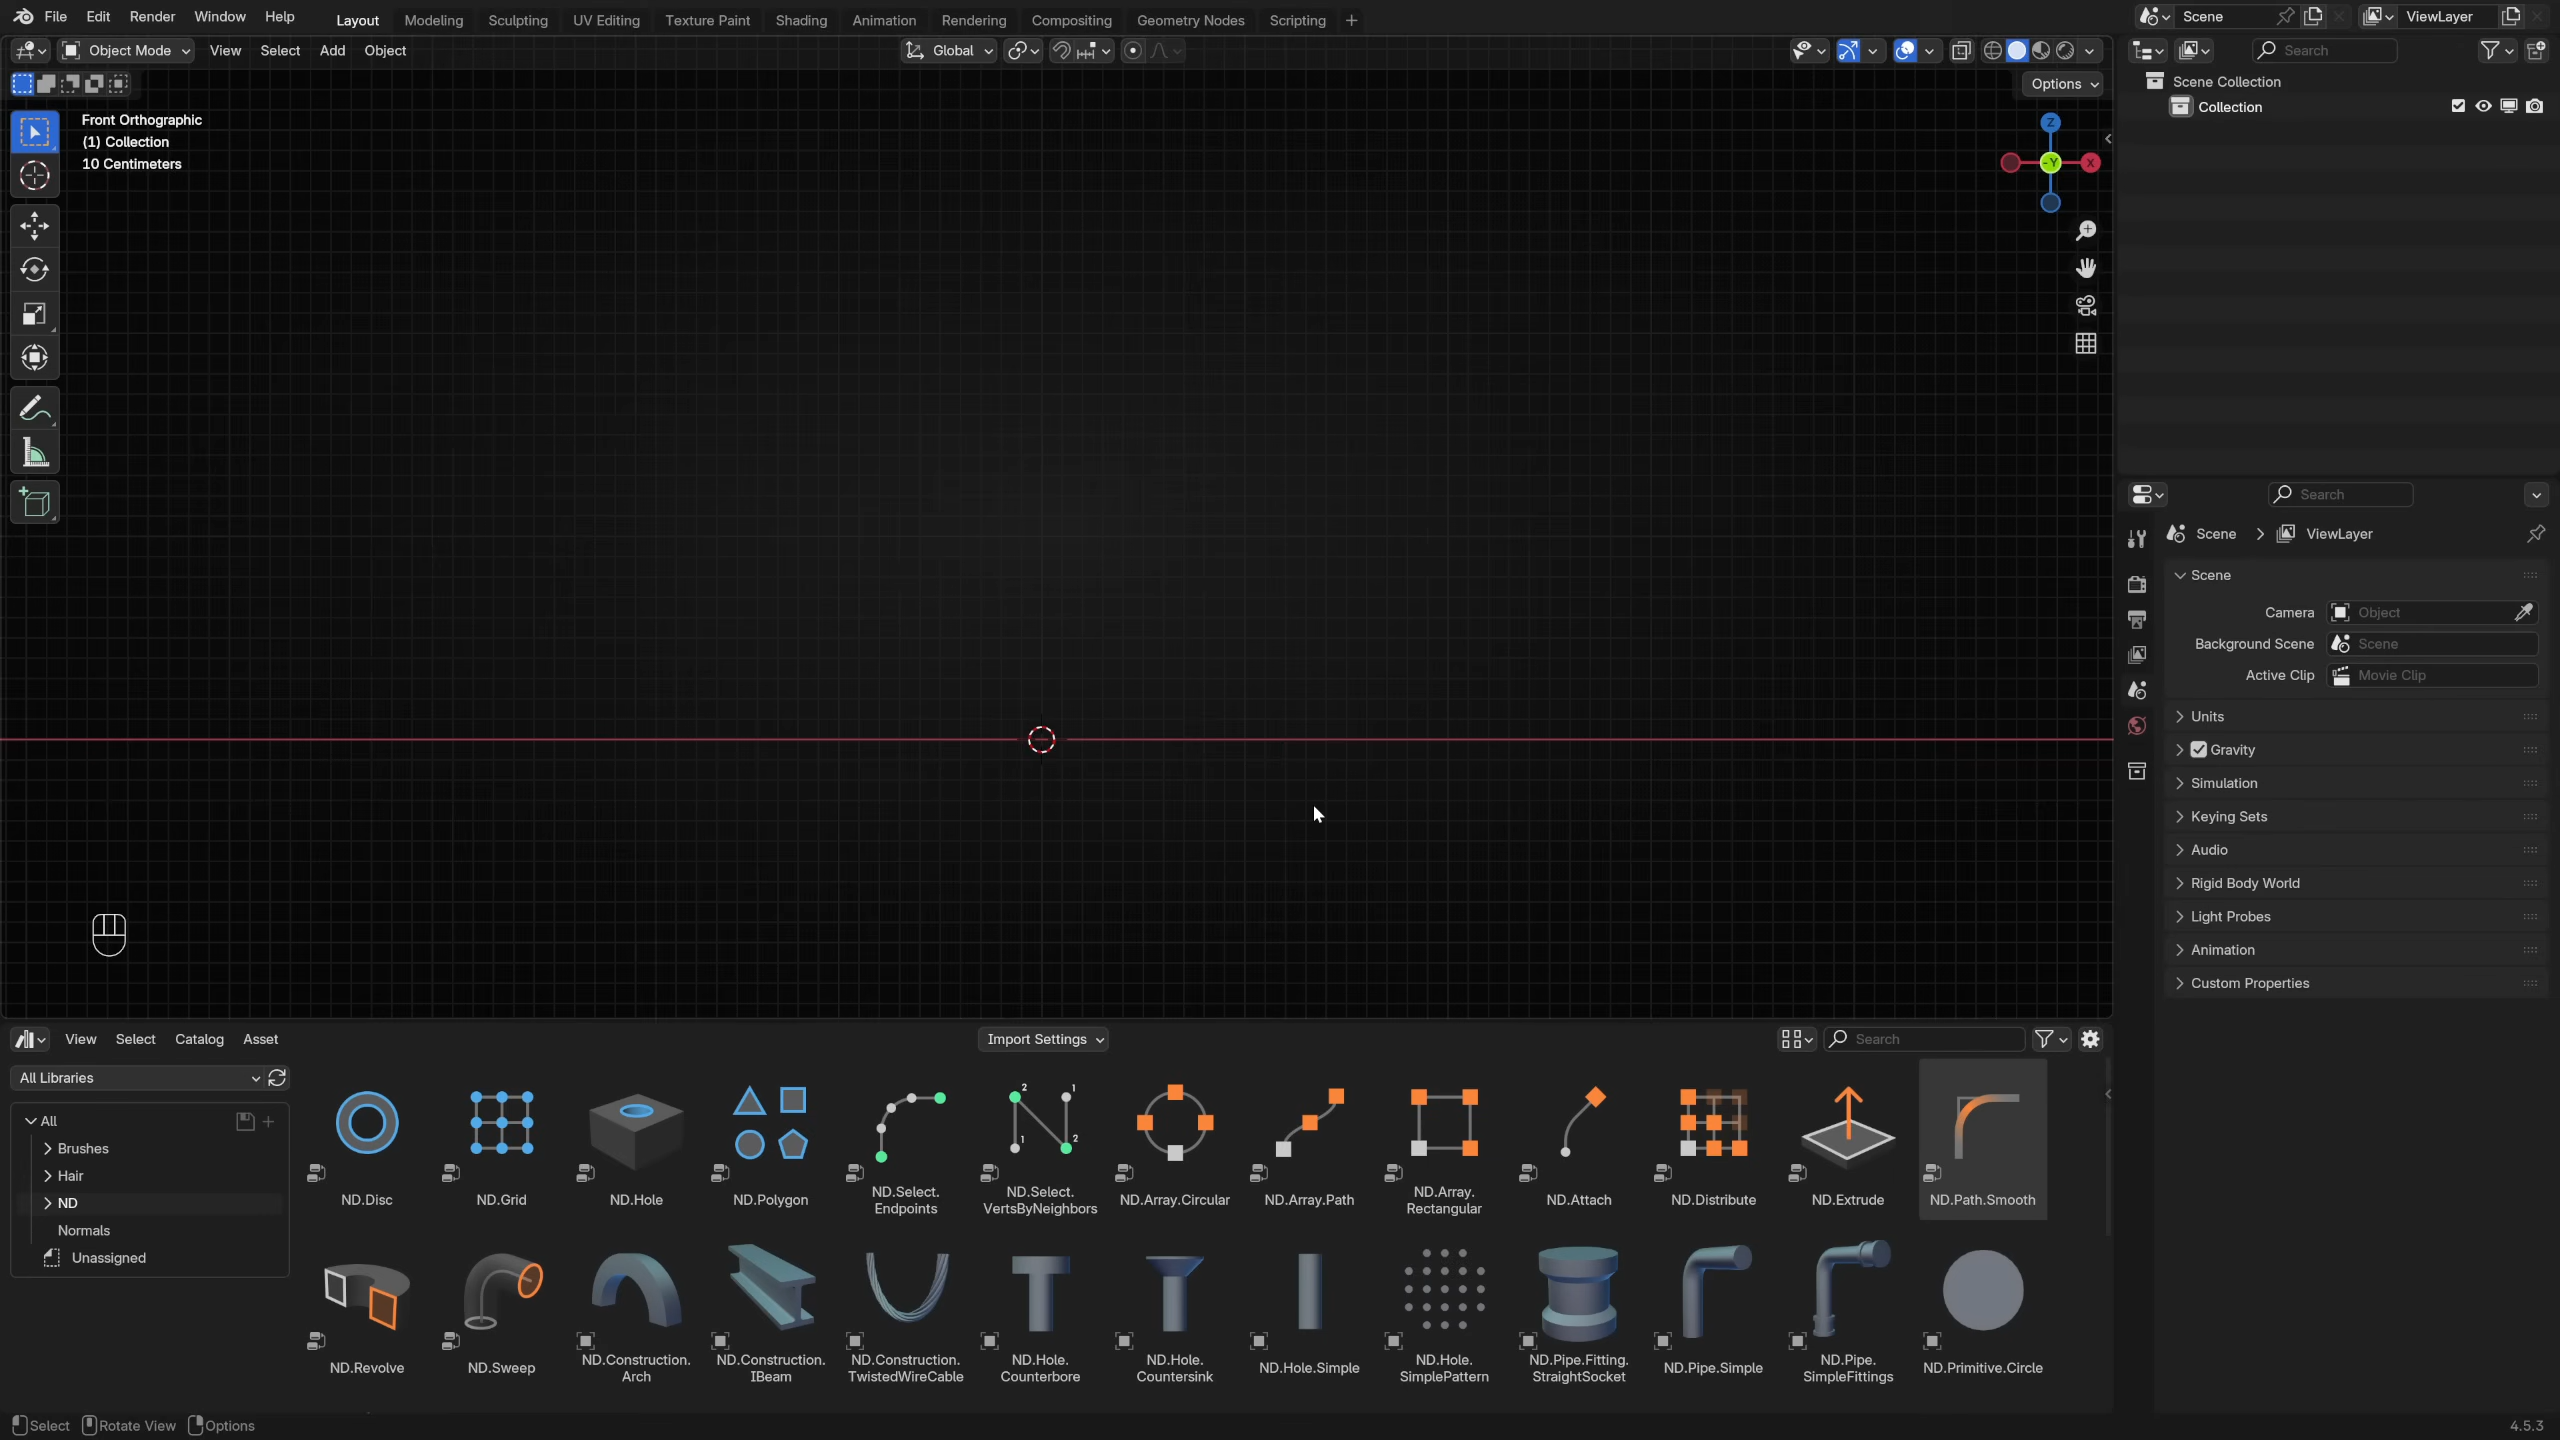 File Edit Render Window Help Layout Modeling Sculpting UV Editing Texture Paint Shading Animation Rendering Compositing Geometry Nodes Scripting Scene ViewLayer
Object Mode View Select Add Object Global Search
Options
Scene Collection
Collection
Front Orthographic
(1) Collection
10 Centimeters
Z
-Y X
Search
Scene ViewLayer
Scene
Camera Object
Background Scene Scene
Active Clip Movie Clip
Units
Gravity
Simulation
Keying Sets
Audio
Rigid Body World
Light Probes
Animation
Custom Properties
View Select Catalog Asset Import Settings Search
All Libraries
All
Brushes
Hair
ND
Normals
Unassigned
2 1
1 2
ND.Disc
ND.Grid
ND.Hole
ND.Polygon
ND.Select.
Endpoints
ND.Select.
VertsByNeighbors
ND.Array.Circular
ND.Array.Path
ND.Array.
Rectangular
ND.Attach
ND.Distribute
ND.Extrude
ND.Path.Smooth
ND.Revolve
ND.Sweep
ND.Construction.
Arch
ND.Construction.
IBeam
ND.Construction.
TwistedWireCable
ND.Hole.
Counterbore
ND.Hole.
Countersink
ND.Hole.Simple
ND.Hole.
SimplePattern
ND.Pipe.Fitting.
StraightSocket
ND.Pipe.Simple
ND.Pipe.
SimpleFittings
ND.Primitive.Circle
Select Rotate View Options 4.5.3